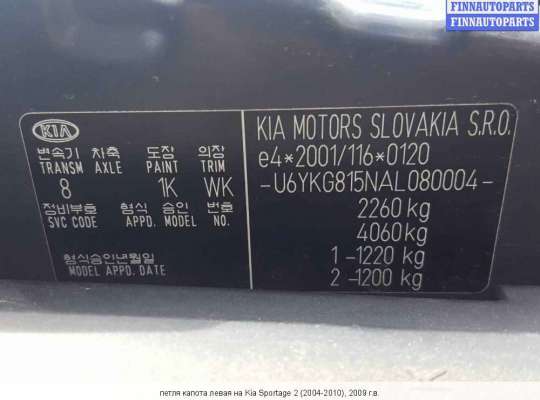 FINNAUTOPARTS
FINNAUTOPARTS
KIA
변속기 차축 도장 의장
TRANSM AXLE PAINT TRIM
8 1K WK
정비부호 형식 승인 번호
SVC CODE APPD. MODEL NO.
형식승인년월일
MODEL APPD. DATE
KIA MOTORS SLOVAKIA S.R.O.
e4*2001/116*0120
-U6YKG815NAL080004-
2260 kg
4060kg
1 -1220 kg
2 -1200 kg
петля капота левая на Kia Sportage 2 (2004-2010), 2009 г.в.